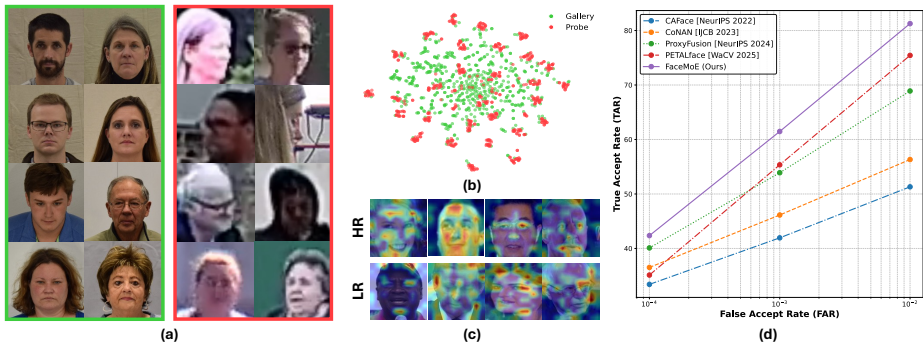 (a)
Gallery
Probe
(b)
HR
LR
(c)
CAFace [NeurIPS 2022]
CoNAN [IJCB 2023]
ProxyFusion [NeurIPS 2024]
PETALface [WaCV 2025]
FaceMoE (Ours)
True Accept Rate (TAR)
80
70
60
50
40
10⁻⁴
10⁻³
10⁻²
False Accept Rate (FAR)
(d)